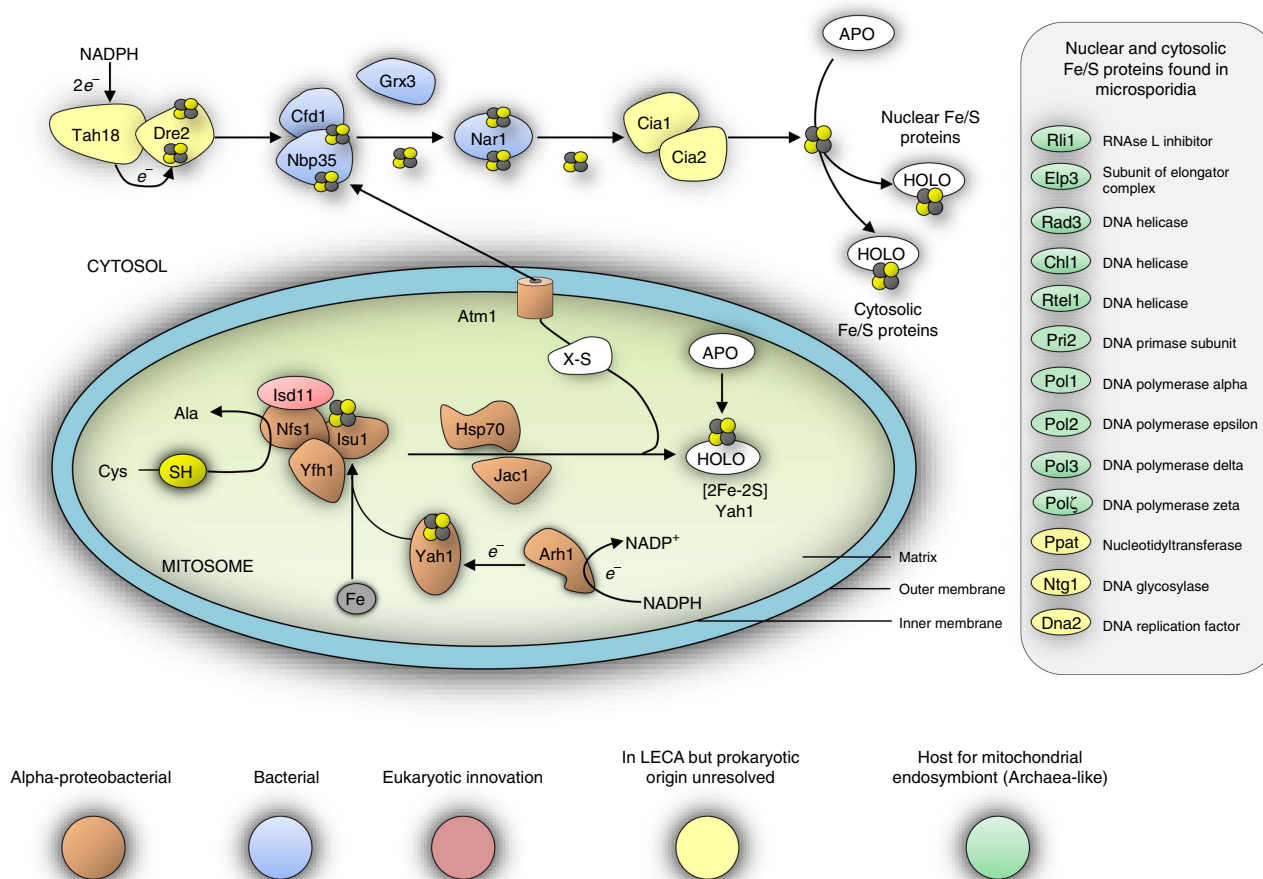 NADPH
2e⁻
Tah18
Dre2
e⁻
Cfd1
Nbp35
Grx3
Nar1
Cia1
Cia2
APO
Nuclear Fe/S
proteins
HOLO
HOLO
Cytosolic
Fe/S proteins
CYTOSOL
Atm1
X-S
APO
Isd11
Ala
Nfs1
Isu1
Hsp70
Cys
SH
Yfh1
Jac1
HOLO
[2Fe-2S]
Yah1
Yah1
e⁻
Arh1
NADP⁺
e⁻
NADPH
MITOSOME
Fe
Matrix
Outer membrane
Inner membrane
Nuclear and cytosolic
Fe/S proteins found in
microsporidia
Rli1 RNAse L inhibitor
Elp3 Subunit of elongator
complex
Rad3 DNA helicase
Chl1 DNA helicase
Rtel1 DNA helicase
Pri2 DNA primase subunit
Pol1 DNA polymerase alpha
Pol2 DNA polymerase epsilon
Pol3 DNA polymerase delta
Polζ DNA polymerase zeta
Ppat Nucleotidyltransferase
Ntg1 DNA glycosylase
Dna2 DNA replication factor
Alpha-proteobacterial
Bacterial
Eukaryotic innovation
In LECA but prokaryotic
origin unresolved
Host for mitochondrial
endosymbiont (Archaea-like)